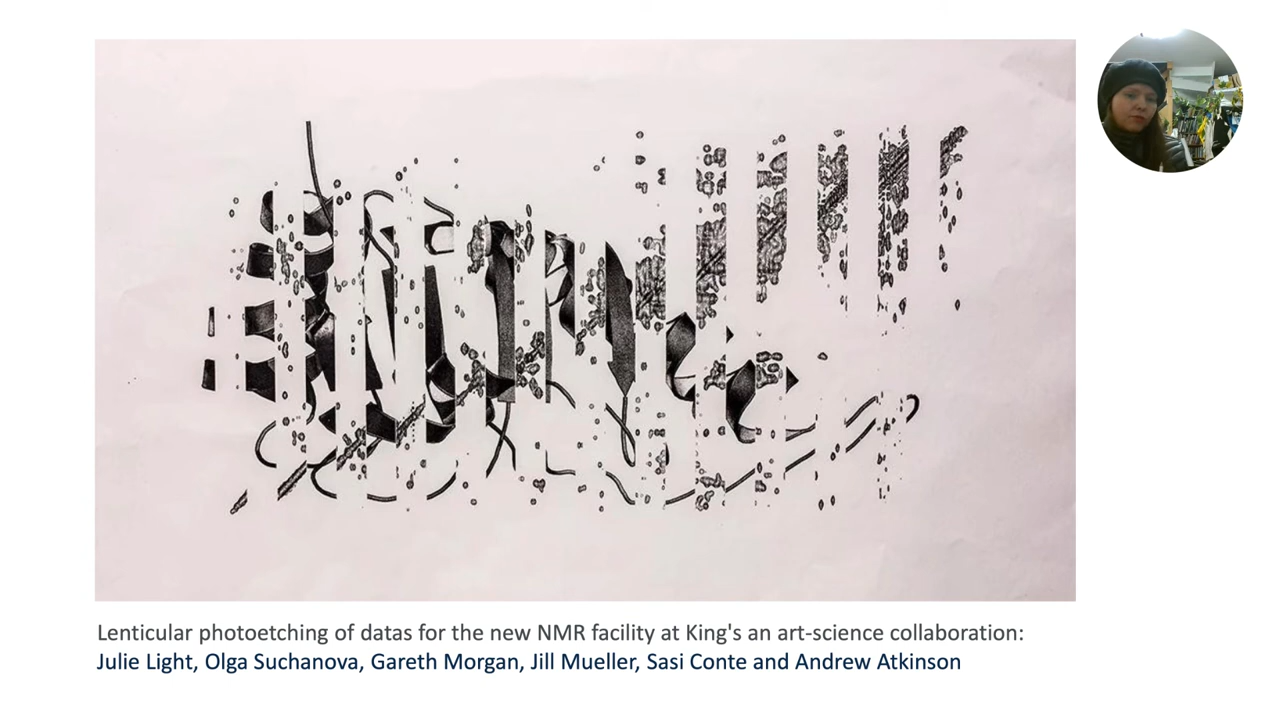 Lenticular photoetching of datas for the new NMR facility at King's an art-science collaboration:
Julie Light, Olga Suchanova, Gareth Morgan, Jill Mueller, Sasi Conte and Andrew Atkinson